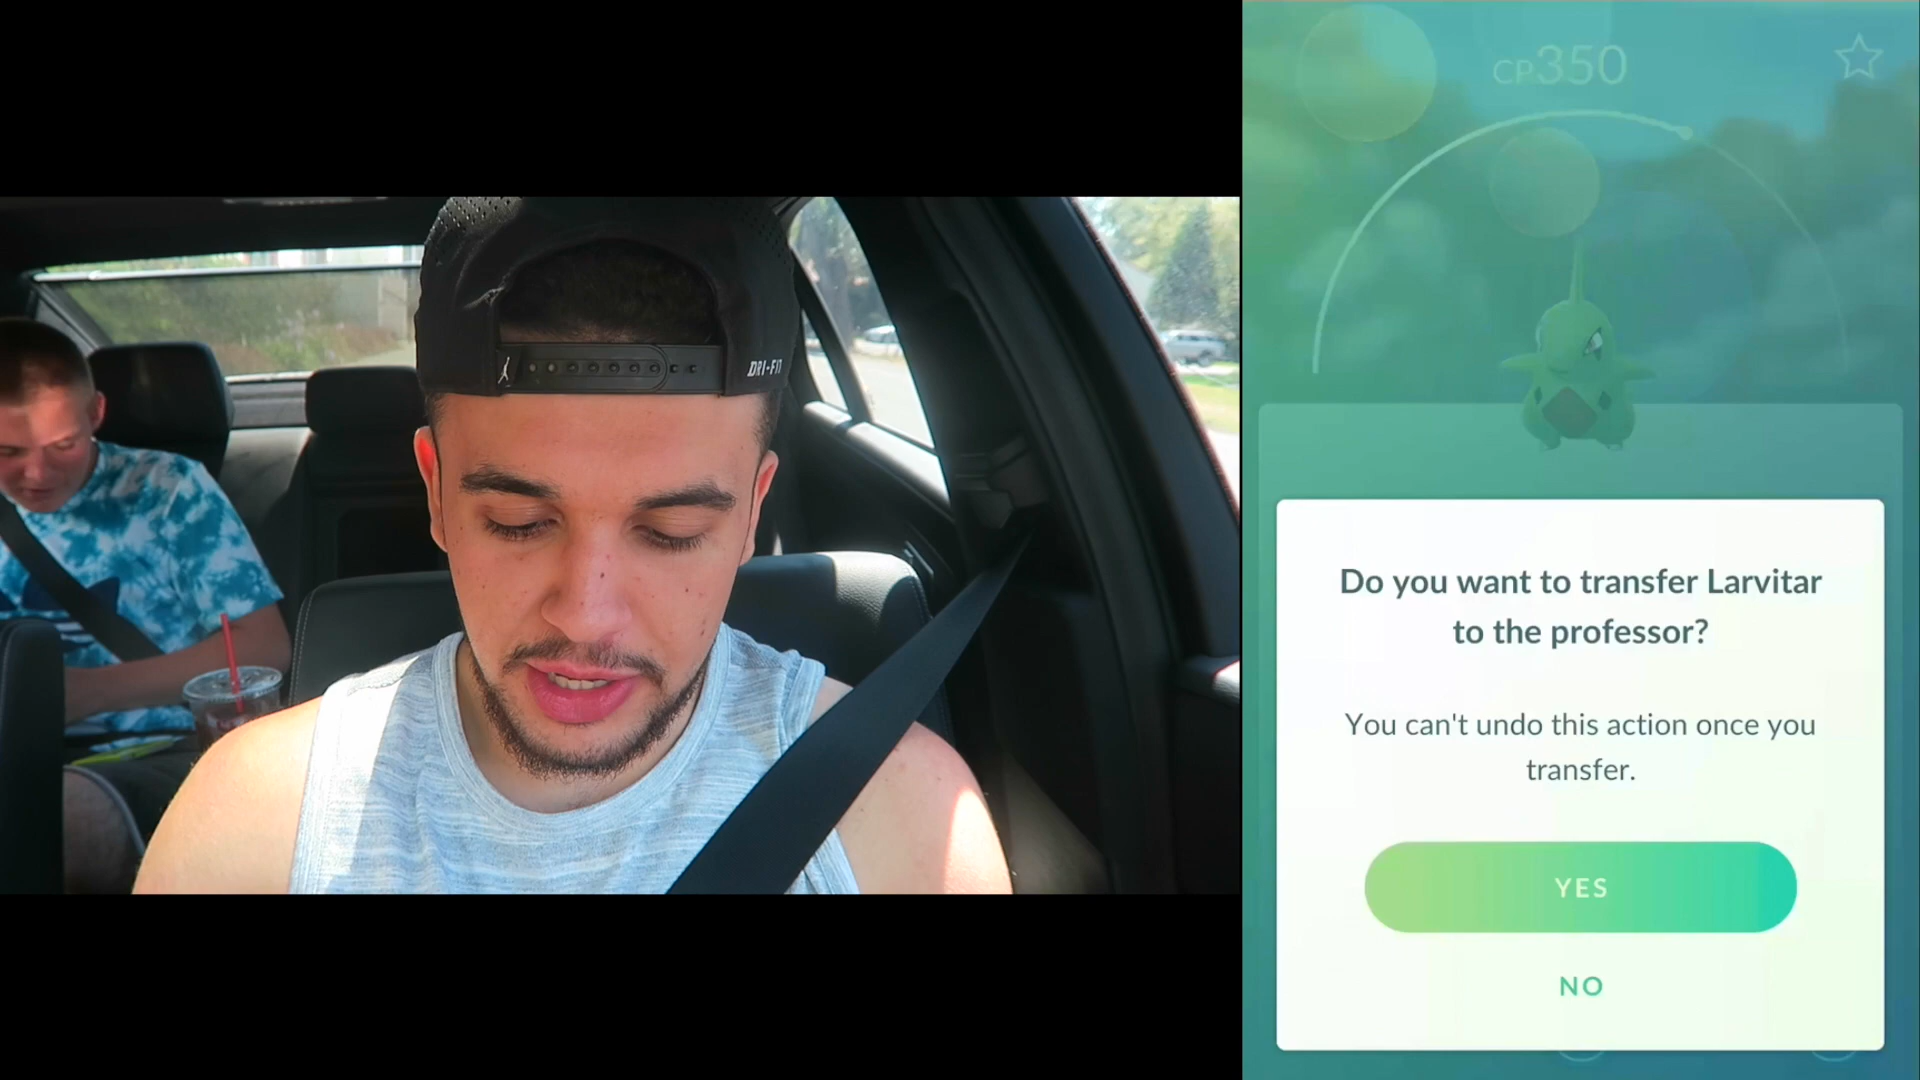 DRI-FIT
CP350
Do you want to transfer Larvitar
to the professor?
You can't undo this action once you
transfer.
YES
NO